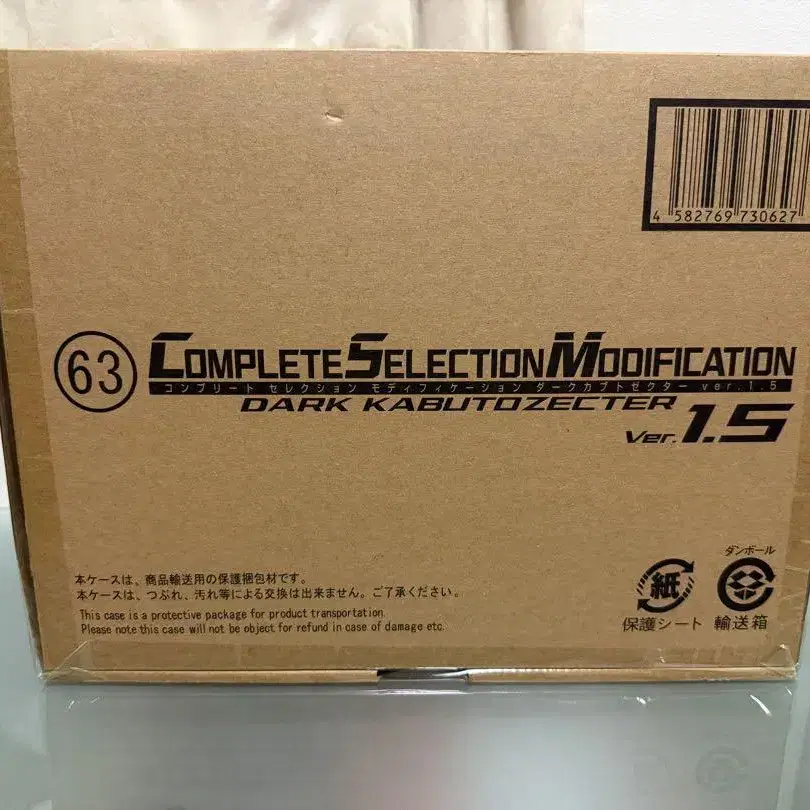 4 582769 730627
63
COMPLETE SELECTION MODIFICATION
コンプリート セレクション モディフィケーション ダークカブトゼクター ver.1.5
DARK KABUTOZECTER
Ver. 1.5
本ケースは、商品輸送用の保護梱包材です。
本ケースは、つぶれ、汚れ等による交換は出来ません。ご了承ください。
This case is a protective package for product transportation.
Please note this case will not be object for refund in case of damage etc.
紙
保護シート
ダンボール
輸送箱